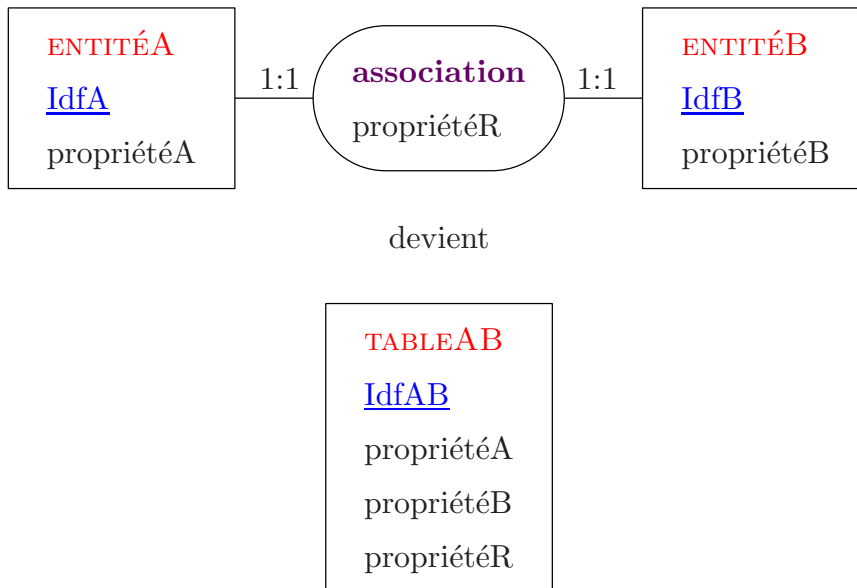 ENTITÉA
IdfA
propriétéA
1:1
association
propriétéR
1:1
ENTITÉB
IdfB
propriétéB
devient
TABLEAB
IdfAB
propriétéA
propriétéB
propriétéR